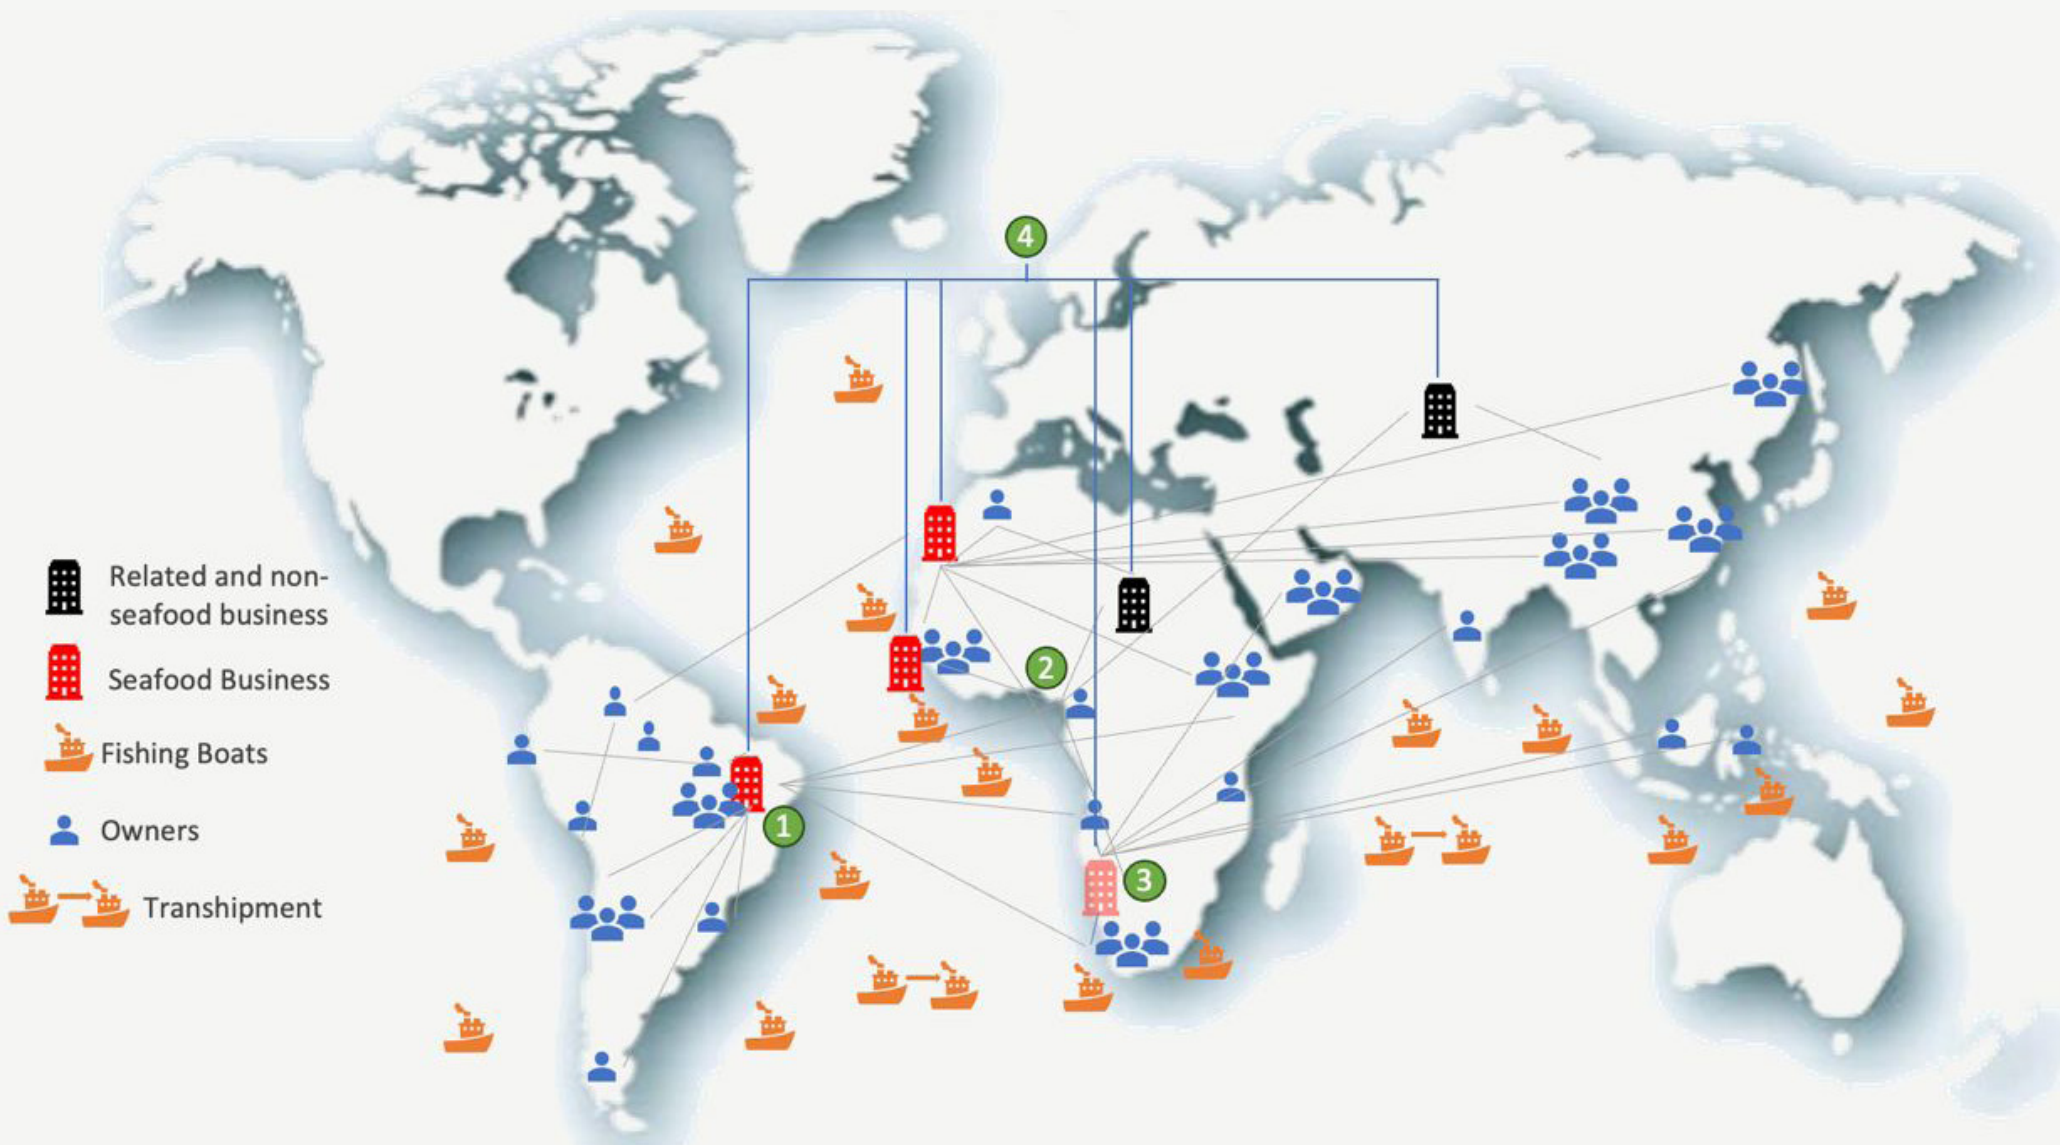 4
Related and non-
seafood business
2
Seafood Business
Fishing Boats
1
Owners
3
Transhipment